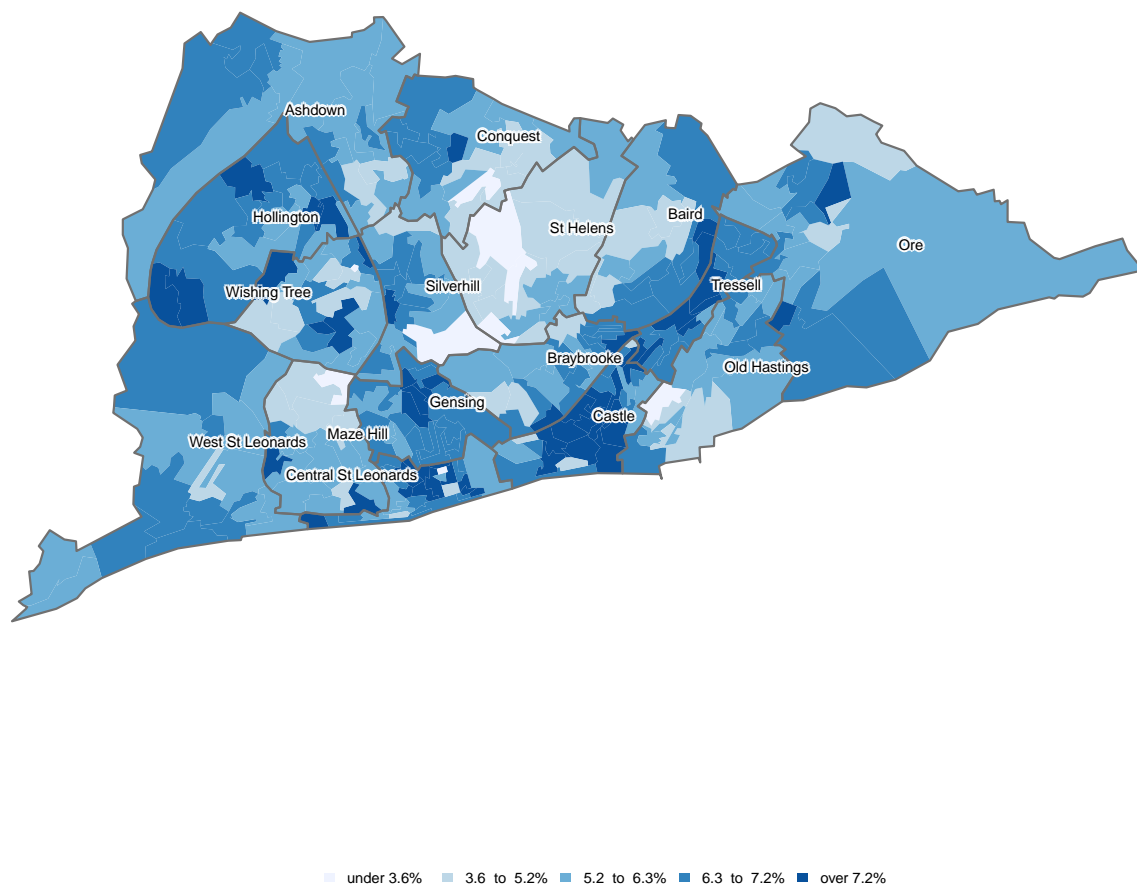 Ashdown
Conquest
Hollington
Baird
St Helens
Ore
Silverhill
Tressell
Wishing Tree
Braybrooke
Old Hastings
Gensing
Castle
Maze Hill
West St Leonards
Central St Leonards
under 3.6% 3.6 to 5.2% 5.2 to 6.3% 6.3 to 7.2% over 7.2%